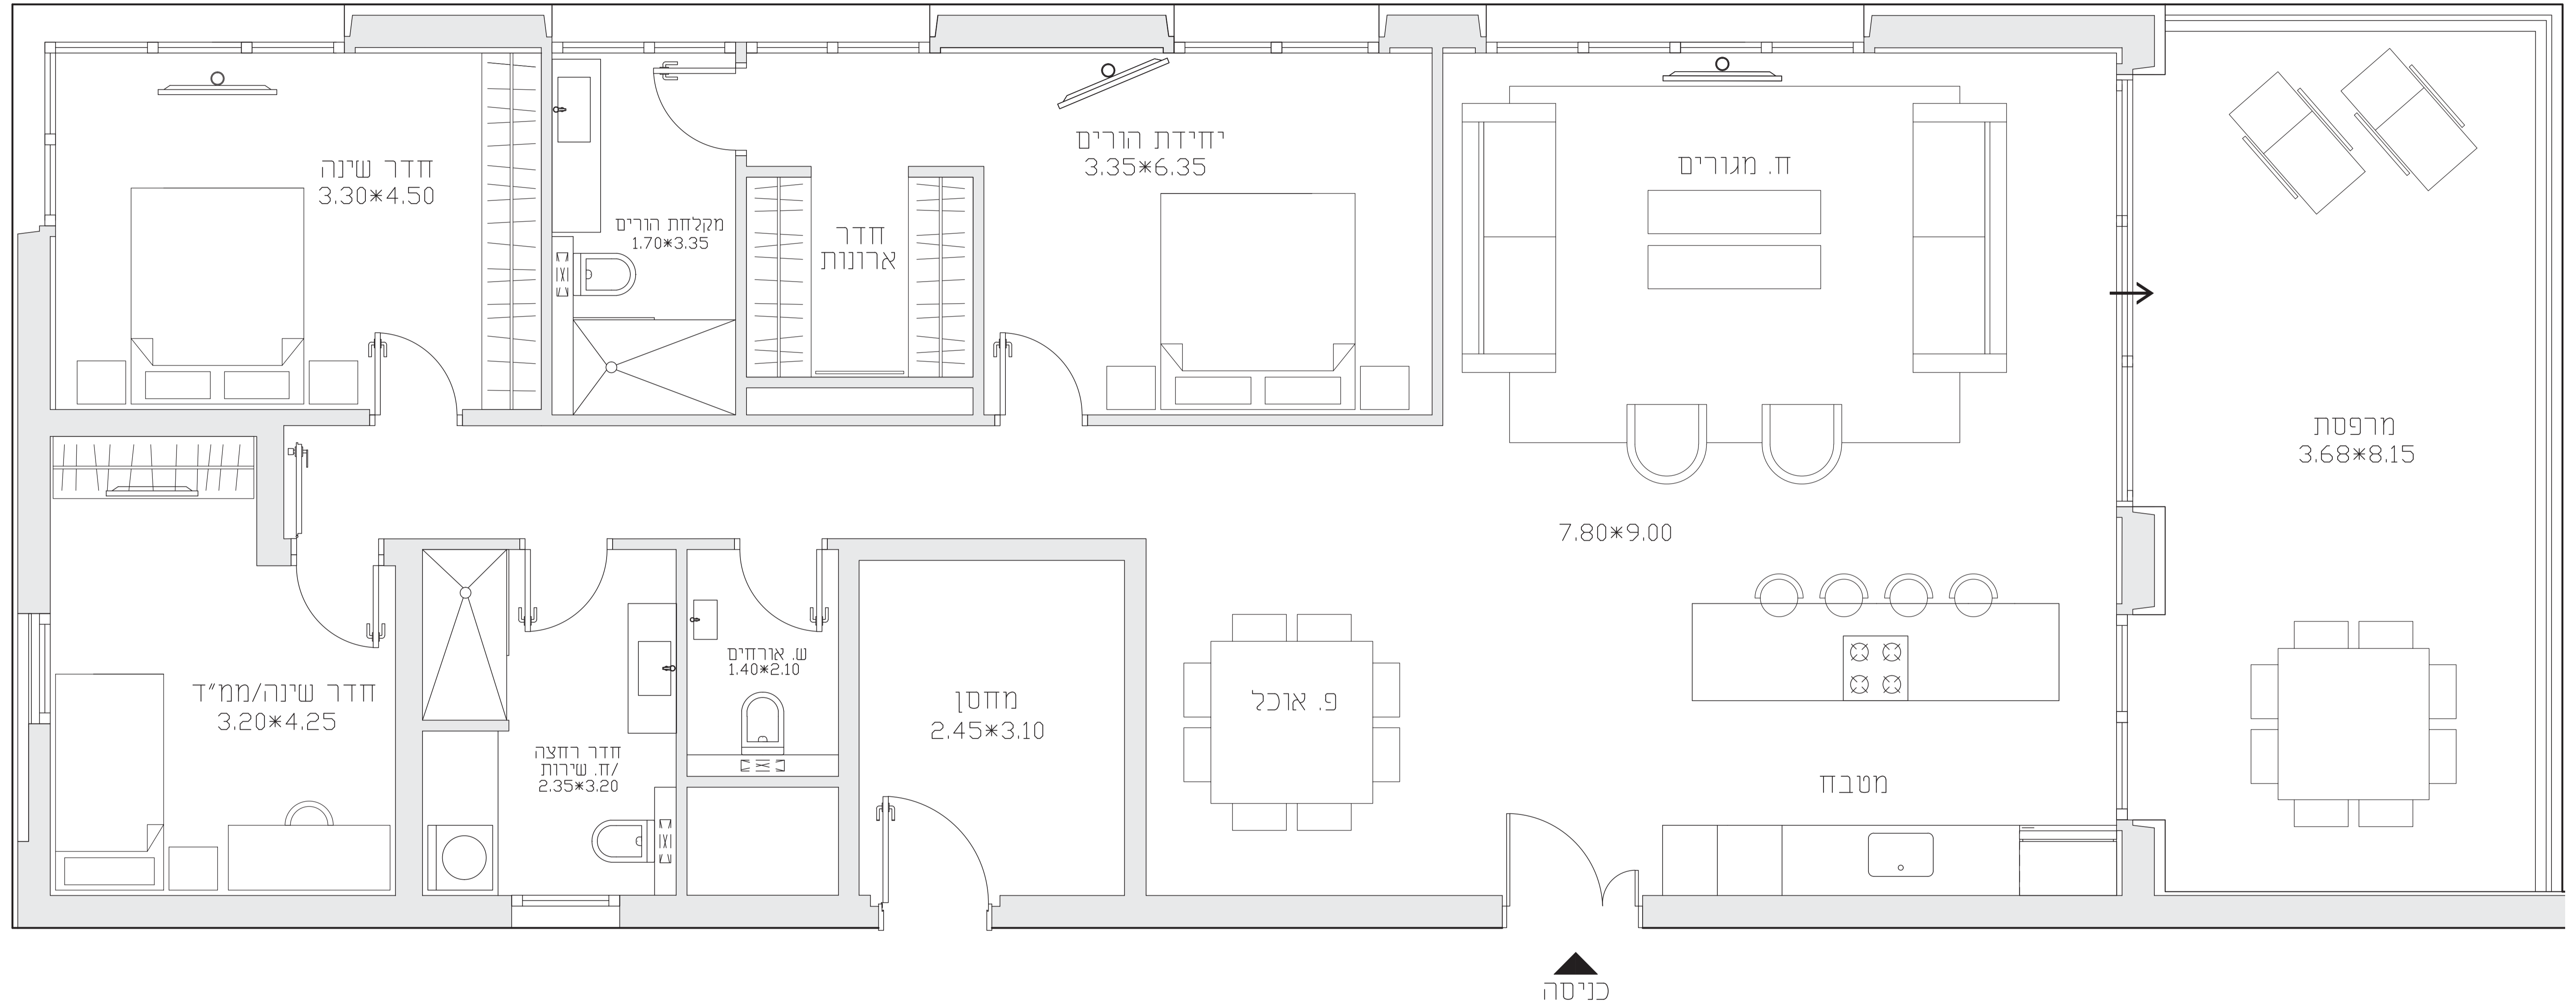 יחידת הורים
3.35*6.35
ח. מגורים
חדר שינה
3.30*4.50
מקלחת הורים
1.70*3.35
חדר
ארונות
מרפסת
3.68*8.15
7.80*9.00
ש. אורחים
1.40*2.10
חדר שינה/ממ"ד
3.20*4.25
מחסן
2.45*3.10
פ. אוכל
חדר רחצה
/ח. שירות
2.35*3.20
מטבח
כניסה